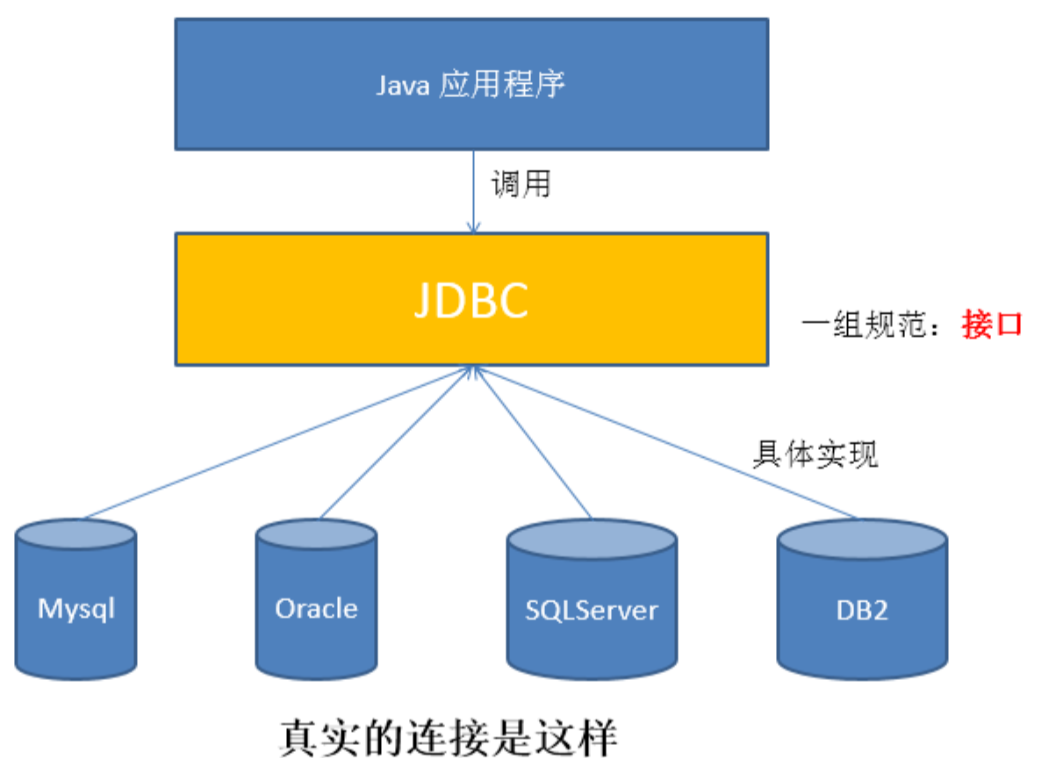 Java 应用程序
调用
JDBC
一组规范：接口
具体实现
Mysql
Oracle
SQLServer
DB2
真实的连接是这样